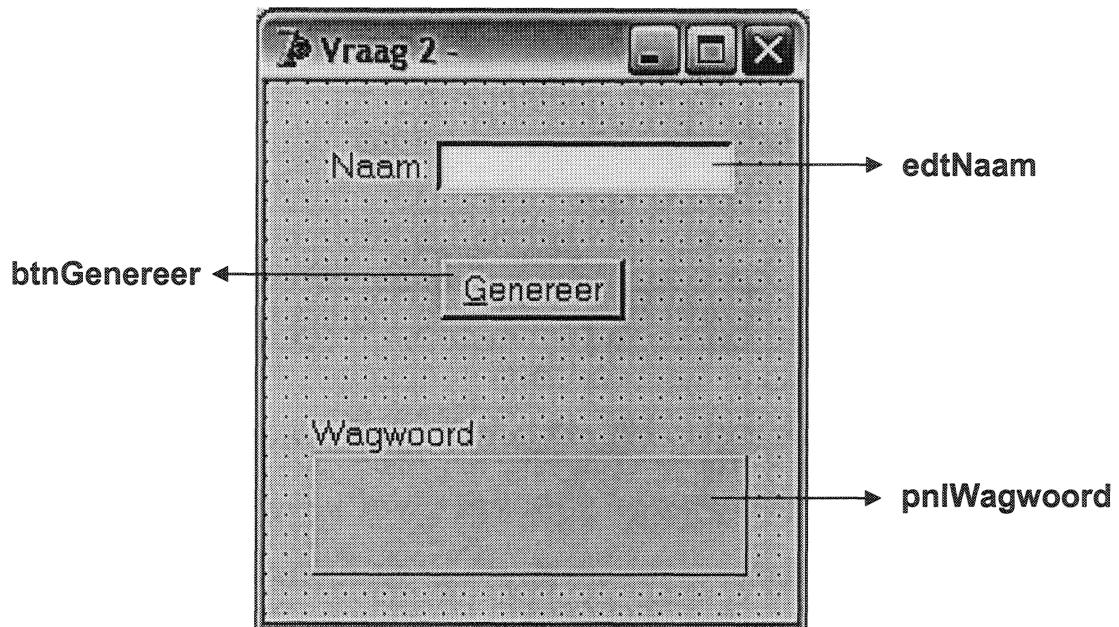 Vraag 2 -
Naam:
edtNaam
btnGenereer
Genereer
Wagwoord
pnlWagwoord